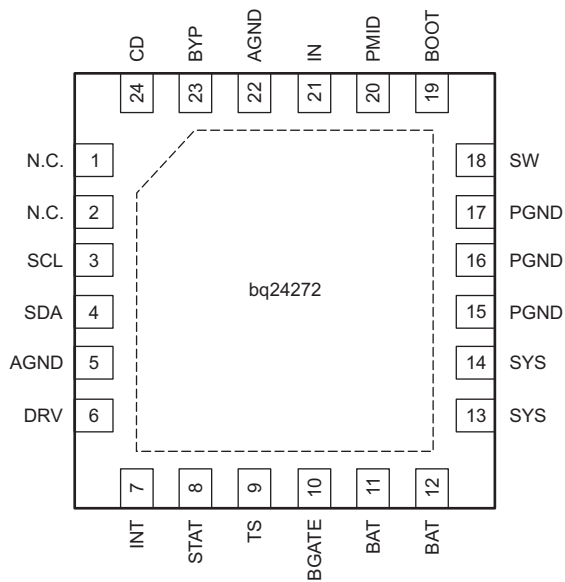 CD BYP AGND IN PMID BOOT
24 23 22 21 20 19
N.C. 1 18 SW
N.C. 2 17 PGND
SCL 3 16 PGND
bq24272
SDA 4 15 PGND
AGND 5 14 SYS
DRV 6 13 SYS
7 8 9 10 11 12
INT STAT TS BGATE BAT BAT